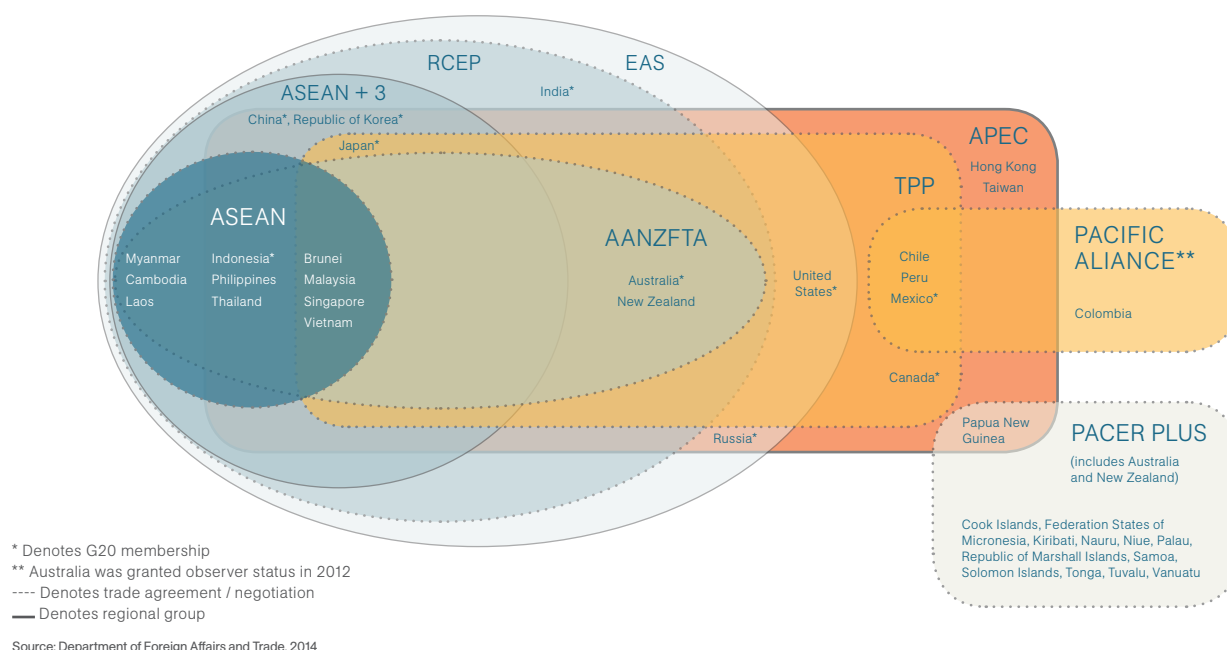 RCEP
EAS
ASEAN + 3
India*
China*, Republic of Korea*
Japan*
APEC
Hong Kong
Taiwan
TPP
ASEAN
AANZFTA
PACIFIC
ALIANCE**
Myanmar
Cambodia
Laos
Indonesia*
Philippines
Thailand
Brunei
Malaysia
Singapore
Vietnam
Australia*
New Zealand
United
States*
Chile
Peru
Mexico*
Colombia
Canada*
Russia*
Papua New
Guinea
PACER PLUS
(includes Australia
and New Zealand)
Cook Islands, Federation States of
Micronesia, Kiribati, Nauru, Niue, Palau,
Republic of Marshall Islands, Samoa,
Solomon Islands, Tonga, Tuvalu, Vanuatu
* Denotes G20 membership
** Australia was granted observer status in 2012
---- Denotes trade agreement / negotiation
Denotes regional group
Source: Department of Foreign Affairs and Trade, 2014